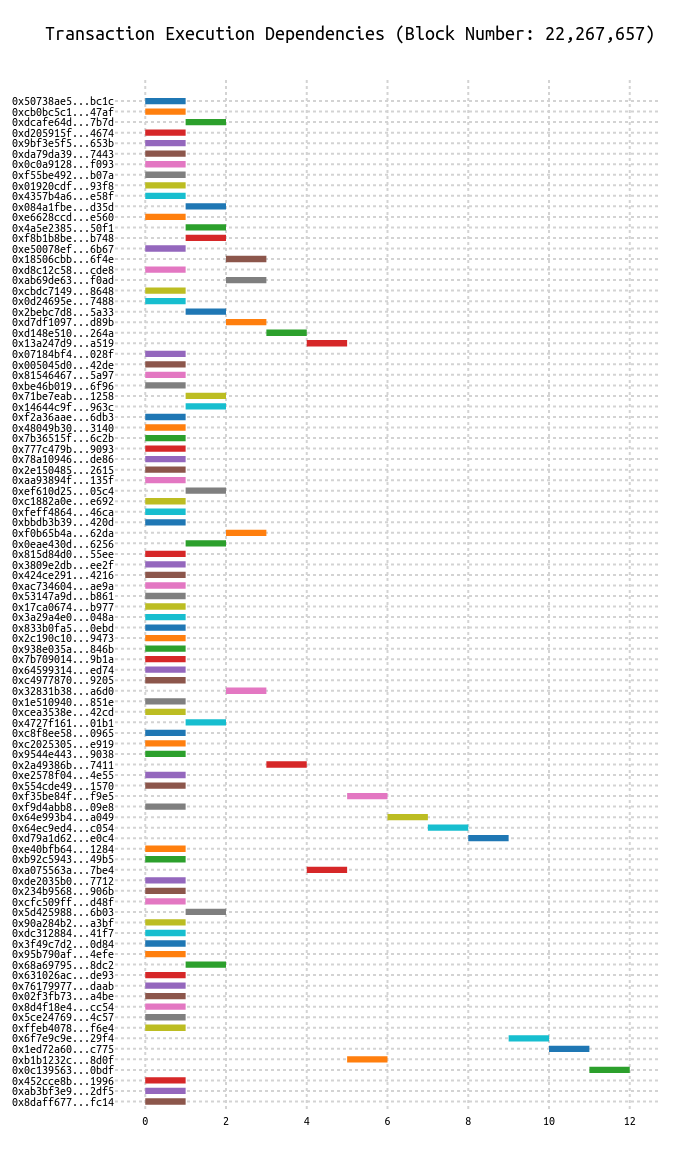 Transaction Execution Dependencies (Block Number: 22,267,657)
0x50738ae5...bc1c
0xcb0bc5c1...47af
0xdcafe64d...7b7d
0xd205915f...4674
0x9bf3e5f5...653b
0xda79da39...7443
0x0c0a9128...f093
0xf55be492...b07a
0x01920cdf...93f8
0x4357b4a6...e58f
0x084a1fbe...d35d
0xe6628ccd...e560
0x4a5e2385...50f1
0xf8b1b8be...b748
0xe50078ef...6b67
0x18506cbb...6f4e
0xd8c12c58...cde8
0xab69de63...f0ad
0xcbdc7149...8648
0x0d24695e...7488
0x2bebc7d8...5a33
0xd7df1097...d89b
0xd148e510...264a
0x13a247d9...a519
0x07184bf4...028f
0x005045d0...42de
0x81546467...5a97
0xbe46b019...6f96
0x71be7eab...1258
0x14644c9f...963c
0xf2a36aae...6db3
0x48049b30...3140
0x7b36515f...6c2b
0x777c479b...9093
0x78a10946...de86
0x2e150485...2615
0xaa93894f...135f
0xef610d25...05c4
0xc1882a0e...e692
0xfeff4864...46ca
0xbbdb3b39...420d
0xf0b65b4a...62da
0x0eae430d...6256
0x815d84d0...55ee
0x3809e2db...ee2f
0x424ce291...4216
0xac734604...ae9a
0x53147a9d...b861
0x17ca0674...b977
0x3a29a4e0...048a
0x833b0fa5...0ebd
0x2c190c10...9473
0x938e035a...846b
0x7b709014...9b1a
0x64599314...ed74
0xc4977870...9205
0x32831b38...a6d0
0x1e510940...851e
0xcea3538e...42cd
0x4727f161...01b1
0xc8f8ee58...0965
0xc2025305...e919
0x9544e443...9038
0x2a49386b...7411
0xe2578f04...4e55
0x554cde49...1570
0xf35be84f...f9e5
0xf9d4abb8...09e8
0x64e993b4...a049
0x64ec9ed4...c054
0xd79a1d62...e0c4
0xe40bfb64...1284
0xb92c5943...49b5
0xa075563a...7be4
0xde2035b0...7712
0x234b9568...906b
0xcfc509ff...d48f
0x5d425988...6b03
0x90a284b2...a3bf
0xdc312884...41f7
0x3f49c7d2...0d84
0x95b790af...4efe
0x68a69795...8dc2
0x631026ac...de93
0x76179977...daab
0x02f3fb73...a4be
0x8d4f18e4...cc54
0x5ce24769...4c57
0xffeb4078...f6e4
0x6f7e9c9e...29f4
0x1ed72a60...c775
0xb1b1232c...8d0f
0x0c139563...0bdf
0x452cce8b...1996
0xab3bf3e9...2df5
0x8daff677...fc14
0 2 4 6 8 10 12